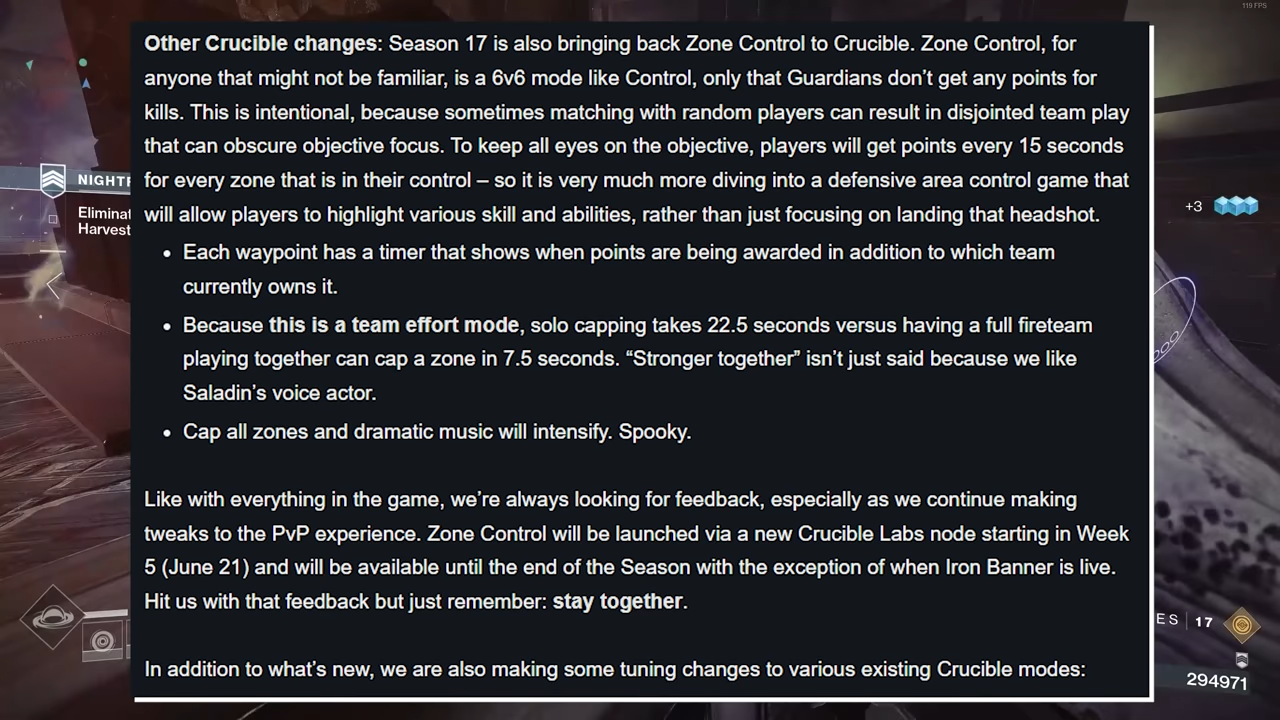 119 FPS
Other Crucible changes: Season 17 is also bringing back Zone Control to Crucible. Zone Control, for
anyone that might not be familiar, is a 6v6 mode like Control, only that Guardians don’t get any points for
kills. This is intentional, because sometimes matching with random players can result in disjointed team play
that can obscure objective focus. To keep all eyes on the objective, players will get points every 15 seconds
for every zone that is in their control – so it is very much more diving into a defensive area control game that
will allow players to highlight various skill and abilities, rather than just focusing on landing that headshot.
• Each waypoint has a timer that shows when points are being awarded in addition to which team
currently owns it.
• Because this is a team effort mode, solo capping takes 22.5 seconds versus having a full fireteam
playing together can cap a zone in 7.5 seconds. “Stronger together” isn’t just said because we like
Saladin’s voice actor.
• Cap all zones and dramatic music will intensify. Spooky.
Like with everything in the game, we’re always looking for feedback, especially as we continue making
tweaks to the PvP experience. Zone Control will be launched via a new Crucible Labs node starting in Week
5 (June 21) and will be available until the end of the Season with the exception of when Iron Banner is live.
Hit us with that feedback but just remember: stay together.
In addition to what’s new, we are also making some tuning changes to various existing Crucible modes:
NIGHTF
Eliminat
Harvest
+3
ES | 17
294971